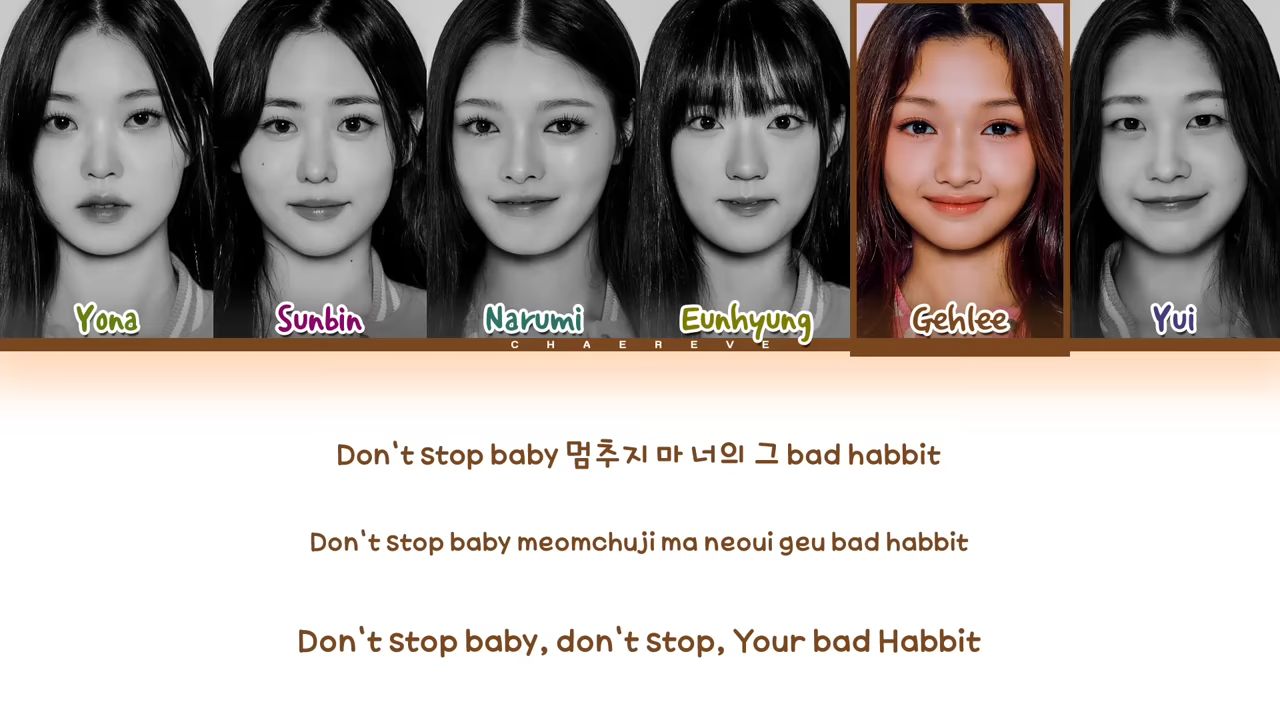 Yona Sunbin Narumi Eunhyung Gehlee Yui
CHAEREVE
Don't stop baby 멈추지 마 너의 그 bad habbit
Don't stop baby meomchuji ma neoui geu bad habbit
Don't stop baby, don't stop, Your bad Habbit